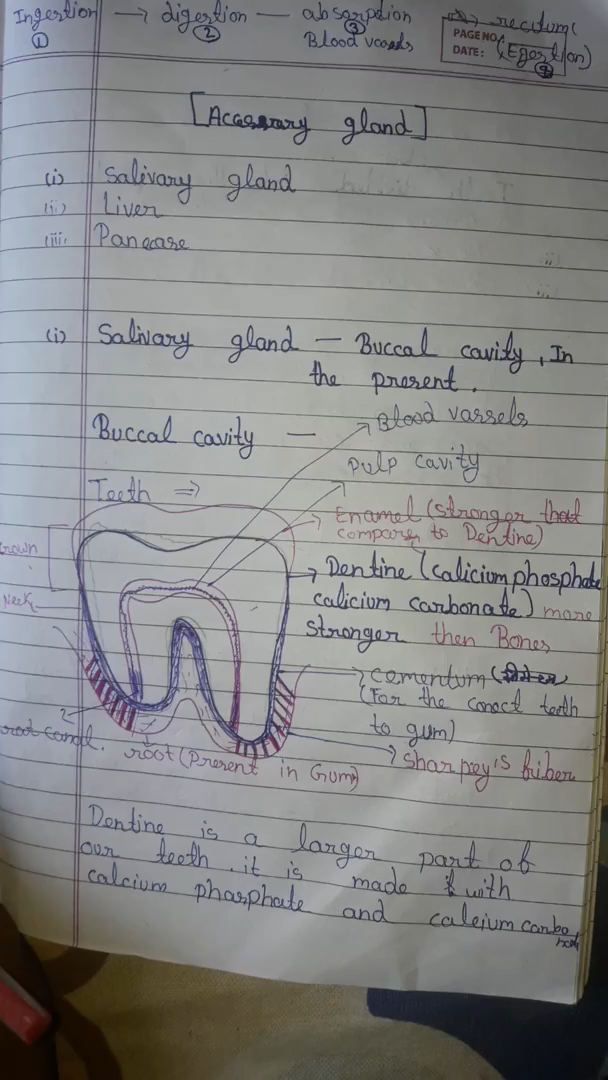 Ingestion → digestion — absorption → rectum(
① ② ③ Blood vessels (Egestion) ④
PAGE NO.
DATE:
[Accessary gland]
(i) Salivary gland
(ii) Liver
(iii. Pancease
(i) Salivary gland — Buccal cavity, In
the present.
Buccal cavity —
Blood vassels
Pulp cavity
Teeth ⇒
Enamel (stronger that
compare to Dentine)
crown
Dentine (calicium phosphate
calicium carbonate) more
stronger then Bones
Neck
cementum
(For the conect teeth
to gum)
root canal.
root (Present in Gum)
sharpey's fiber
Dentine is a larger part of
our teeth. it is made with
calcium phosphate and calcium carbo